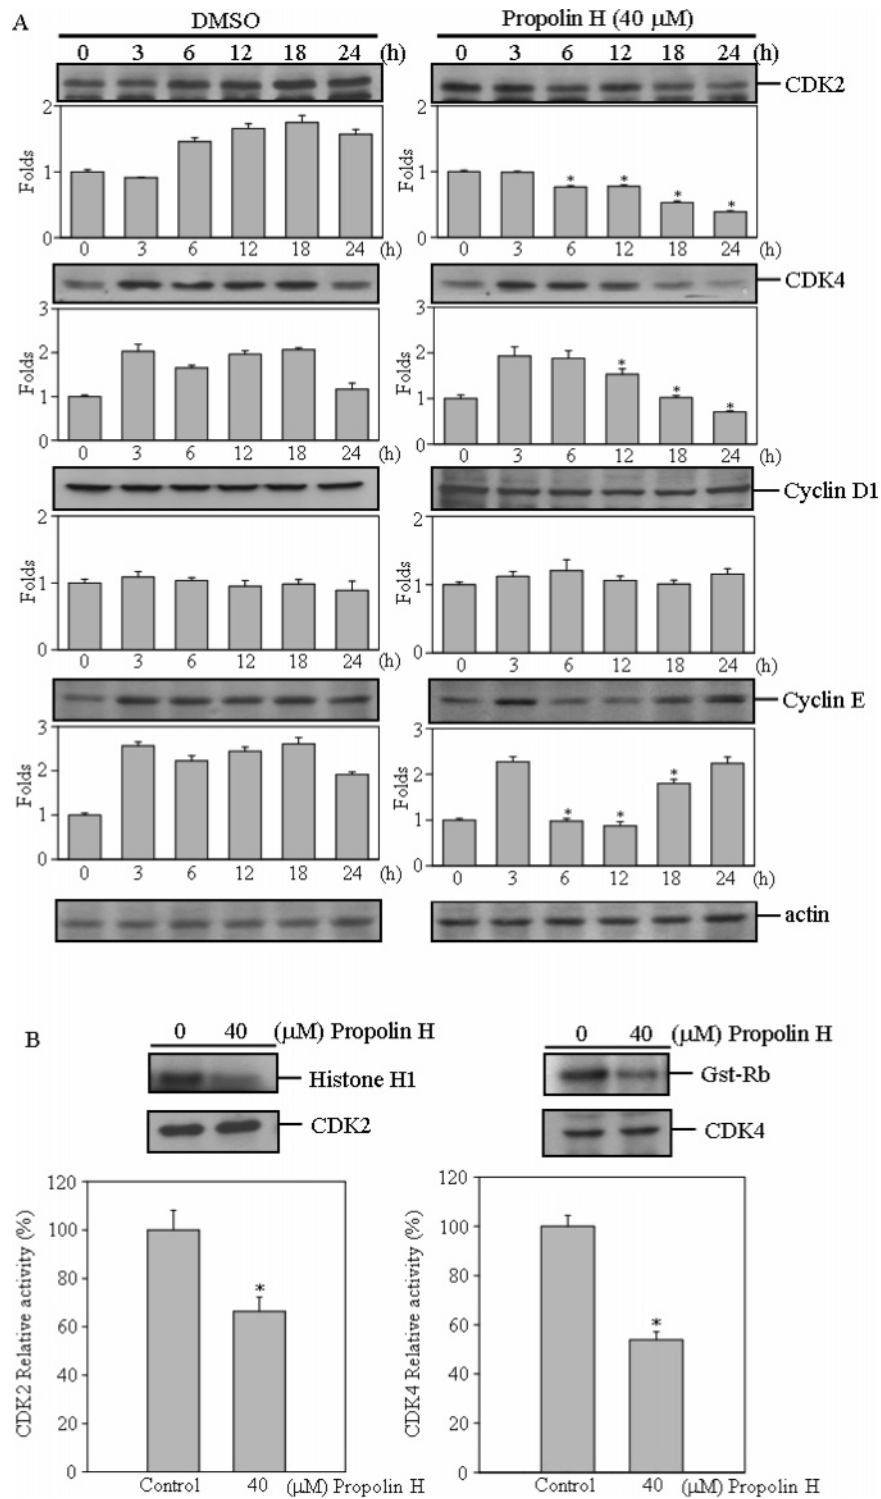 A
DMSO
Propolin H (40 μM)
0 3 6 12 18 24 (h)
0 3 6 12 18 24 (h)
CDK2
2
1
0
Folds
0 3 6 12 18 24 (h)
2
1
0
Folds
* * * *
0 3 6 12 18 24 (h)
CDK4
3
2
1
0
Folds
0 3 6 12 18 24 (h)
3
2
1
0
Folds
* * *
0 3 6 12 18 24 (h)
Cyclin D1
2
1
0
Folds
0 3 6 12 18 24 (h)
2
1
0
Folds
0 3 6 12 18 24 (h)
Cyclin E
3
2
1
0
Folds
0 3 6 12 18 24 (h)
3
2
1
0
Folds
* * *
0 3 6 12 18 24 (h)
actin
B
0 40 (μM) Propolin H
Histone H1
CDK2
0 40 (μM) Propolin H
Gst-Rb
CDK4
120
100
80
60
40
20
0
CDK2 Relative activity (%)
*
Control 40 (μM) Propolin H
120
100
80
60
40
20
0
CDK4 Relative activity (%)
*
Control 40 (μM) Propolin H